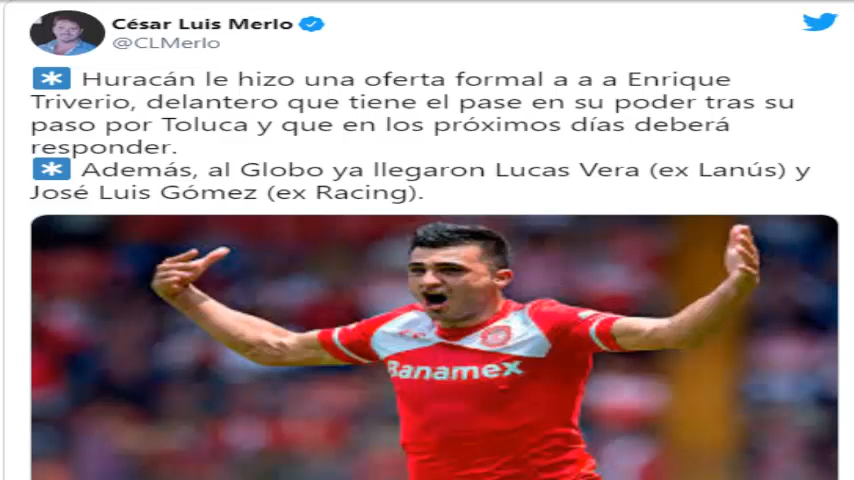 César Luis Merlo
@CLMerlo
Huracán le hizo una oferta formal a a a Enrique
Triverio, delantero que tiene el pase en su poder tras su
paso por Toluca y que en los próximos días deberá
responder.
Además, al Globo ya llegaron Lucas Vera (ex Lanús) y
José Luis Gómez (ex Racing).
Banamex